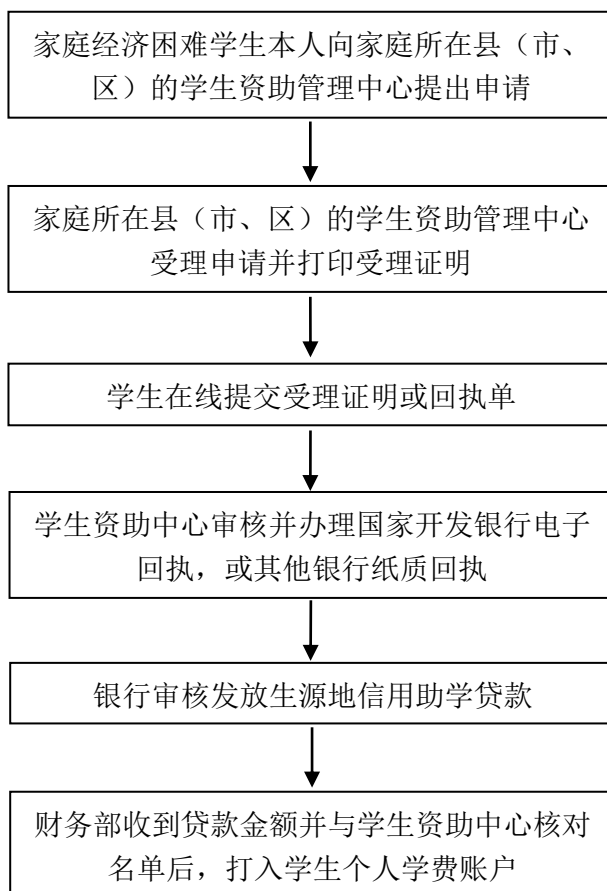 家庭经济困难学生本人向家庭所在县（市、
区）的学生资助管理中心提出申请
家庭所在县（市、区）的学生资助管理中心
受理申请并打印受理证明
学生在线提交受理证明或回执单
学生资助中心审核并办理国家开发银行电子
回执，或其他银行纸质回执
银行审核发放生源地信用助学贷款
财务部收到贷款金额并与学生资助中心核对
名单后，打入学生个人学费账户